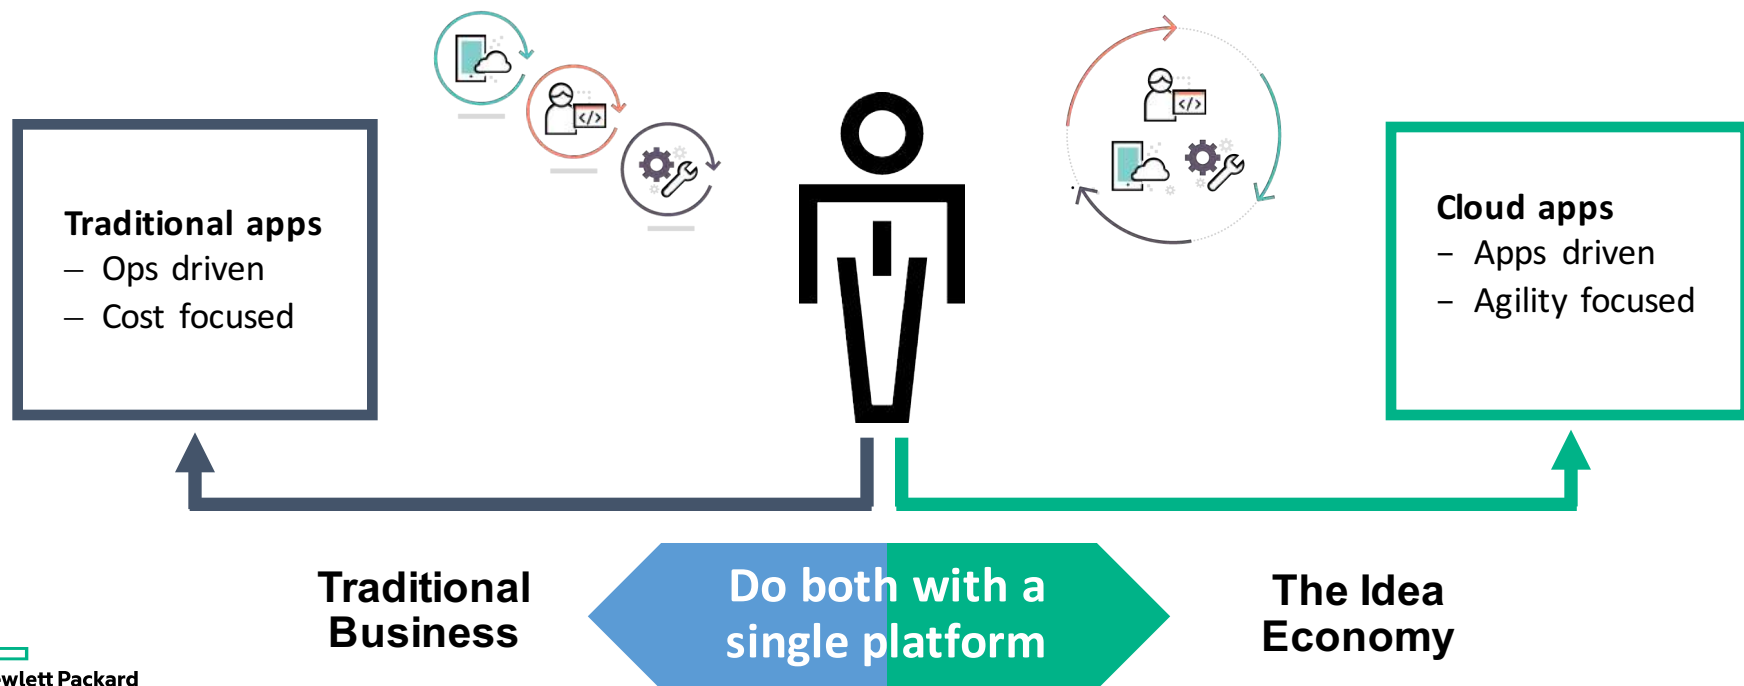 Traditional apps
– Ops driven
– Cost focused
</>
</>
Cloud apps
– Apps driven
– Agility focused
Traditional
Business
Do both with a
single platform
The Idea
Economy
wlett Packard